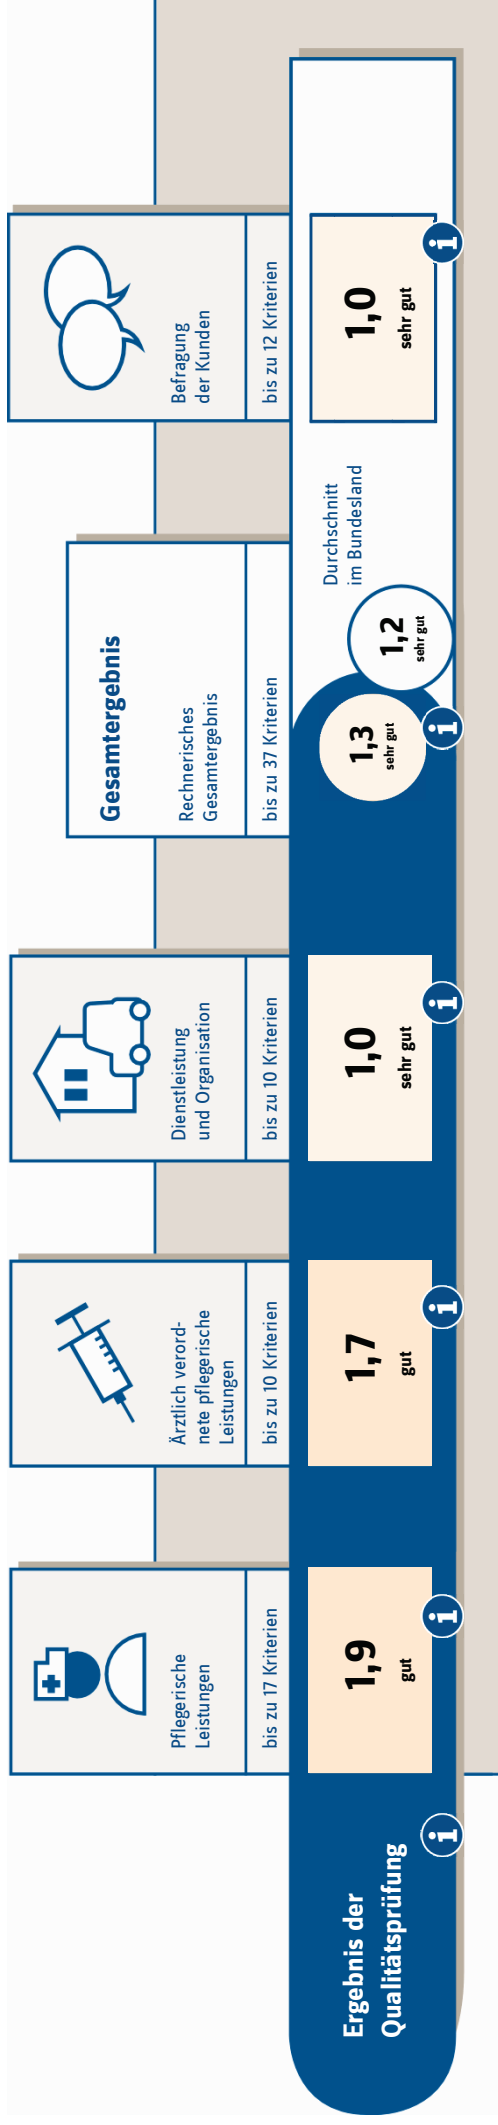 Pflegerische
Leistungen
bis zu 17 Kriterien
Ärztlich verord-
nete pflegerische
Leistungen
bis zu 10 Kriterien
Dienstleistung
und Organisation
bis zu 10 Kriterien
Gesamtergebnis
Rechnerisches
Gesamtergebnis
bis zu 37 Kriterien
Befragung
der Kunden
bis zu 12 Kriterien
Ergebnis der
Qualitätsprüfung
i
1,9
gut
i
1,7
gut
i
1,0
sehr gut
i
1,3
sehr gut
i
1,2
sehr gut
Durchschnitt
im Bundesland
1,0
sehr gut
i